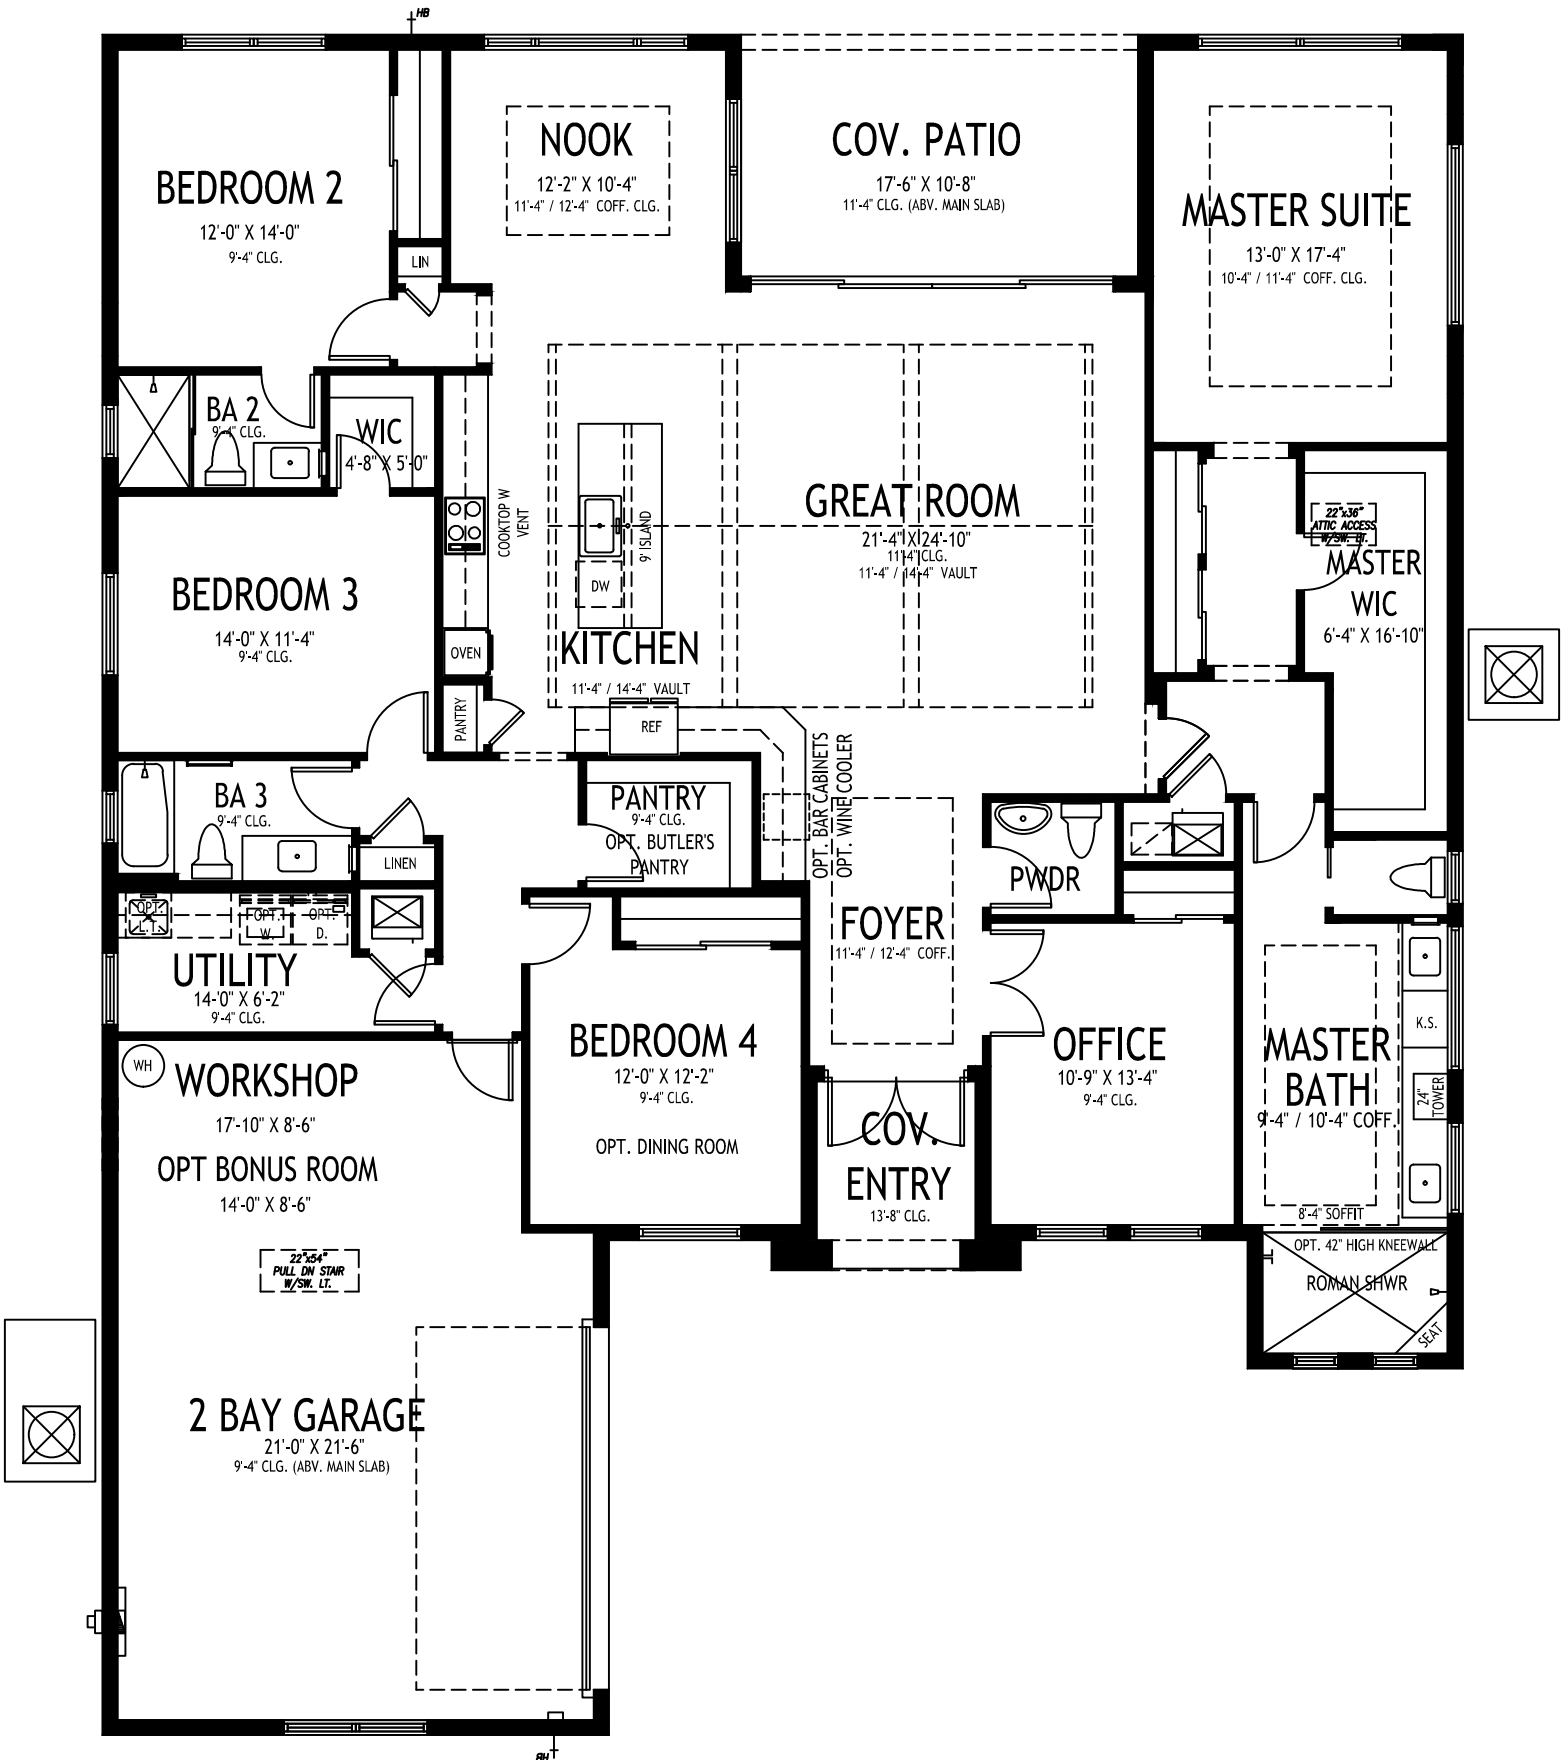 HB
NOOK
12'-2" X 10'-4"
11'-4" / 12'-4" COFF. CLG.
COV. PATIO
17'-6" X 10'-8"
11'-4" CLG. (ABV. MAIN SLAB)
BEDROOM 2
12'-0" X 14'-0"
9'-4" CLG.
MASTER SUITE
13'-0" X 17'-4"
10'-4" / 11'-4" COFF. CLG.
LIN
BA 2
9'-4" CLG.
WIC
4'-8" X 5'-0"
COOKTOP W
VENT
9' ISLAND
DW
GREAT ROOM
21'-4" X 24'-10"
11'-4" CLG.
11'-4" / 14'-4" VAULT
22"x36"
ATTIC ACCESS
W/SW. LT.
MASTER
WIC
6'-4" X 16'-10"
BEDROOM 3
14'-0" X 11'-4"
9'-4" CLG.
OVEN
KITCHEN
11'-4" / 14'-4" VAULT
PANTRY
REF
OPT. BAR CABINETS
OPT. WINE COOLER
BA 3
9'-4" CLG.
PANTRY
9'-4" CLG.
OPT. BUTLER'S
PANTRY
LINEN
PWDR
OPT.
L.T.
OPT.
W.
OPT.
D.
FOYER
11'-4" / 12'-4" COFF.
UTILITY
14'-0" X 6'-2"
9'-4" CLG.
K.S.
WH
WORKSHOP
17'-10" X 8'-6"
OPT BONUS ROOM
14'-0" X 8'-6"
BEDROOM 4
12'-0" X 12'-2"
9'-4" CLG.
OPT. DINING ROOM
OFFICE
10'-9" X 13'-4"
9'-4" CLG.
MASTER
BATH
9'-4" / 10'-4" COFF.
24"
TOWER
COV.
ENTRY
13'-8" CLG.
8'-4" SOFFIT
OPT. 42" HIGH KNEEWALL
ROMAN SHWR
SEAT
22"x54"
PULL DN STAIR
W/SW. LT.
2 BAY GARAGE
21'-0" X 21'-6"
9'-4" CLG. (ABV. MAIN SLAB)
HB